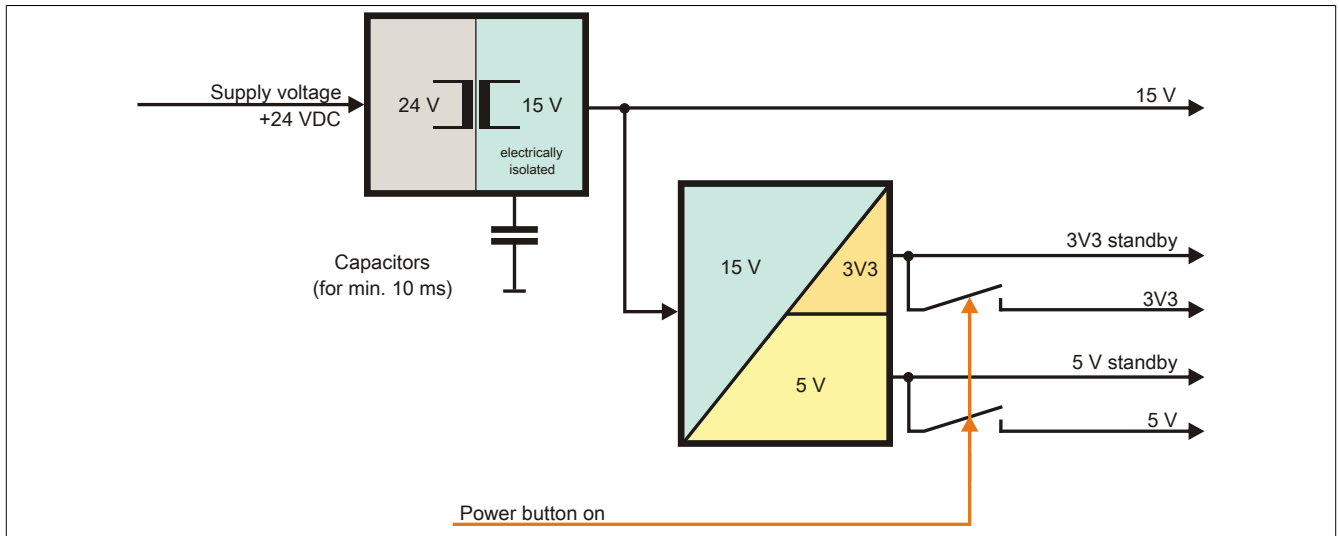 Supply voltage
+24 VDC
24 V
15 V
electrically
isolated
15 V
Capacitors
(for min. 10 ms)
15 V
3V3
5 V
3V3 standby
3V3
5 V standby
5 V
Power button on